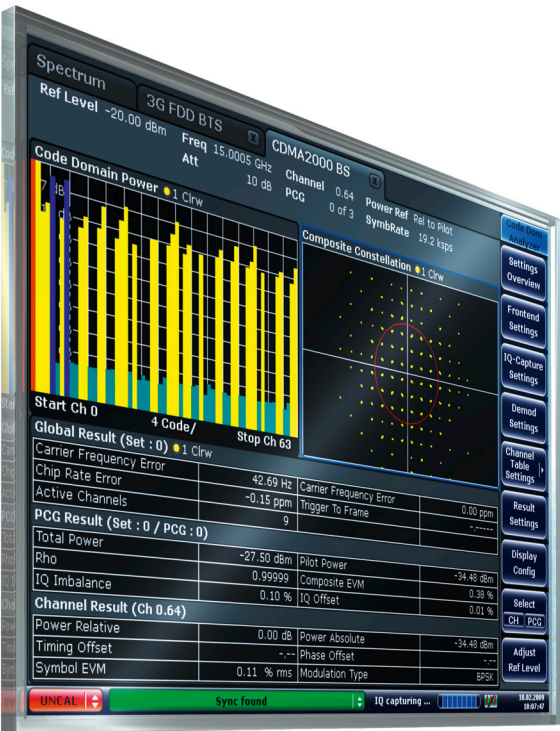 Spectrum
3G FDD BTS
CDMA2000 BS
Ref Level -20.00 dBm Freq 15.0005 GHz Channel 0.64 Power Ref Rel to Pilot
Att 10 dB PCG 0 of 3 SymbRate 19.2 ksps
Code Domain Power 1 Clrw
Composite Constellation 1 Clrw
Start Ch 0 4 Code/ Stop Ch 63
Global Result (Set : 0) 1 Clrw
Carrier Frequency Error 42.69 Hz Carrier Frequency Error 0.00 ppm
Chip Rate Error -0.15 ppm Trigger To Frame -.-----
Active Channels 9
PCG Result (Set : 0 / PCG : 0)
Total Power -27.50 dBm Pilot Power -34.48 dBm
Rho 0.99999 Composite EVM 0.38 %
IQ Imbalance 0.10 % IQ Offset 0.01 %
Channel Result (Ch 0.64)
Power Relative 0.00 dB Power Absolute -34.48 dBm
Timing Offset -.-- Phase Offset -.--
Symbol EVM 0.11 % rms Modulation Type BPSK
UNCAL Sync found IQ capturing ... 18.02.2009
10:07:47
Code Dom
Analyzer
Settings
Overview
Frontend
Settings
IQ-Capture
Settings
Demod
Settings
Channel
Table
Settings
Result
Settings
Display
Config
Select
CH PCG
Adjust
Ref Level